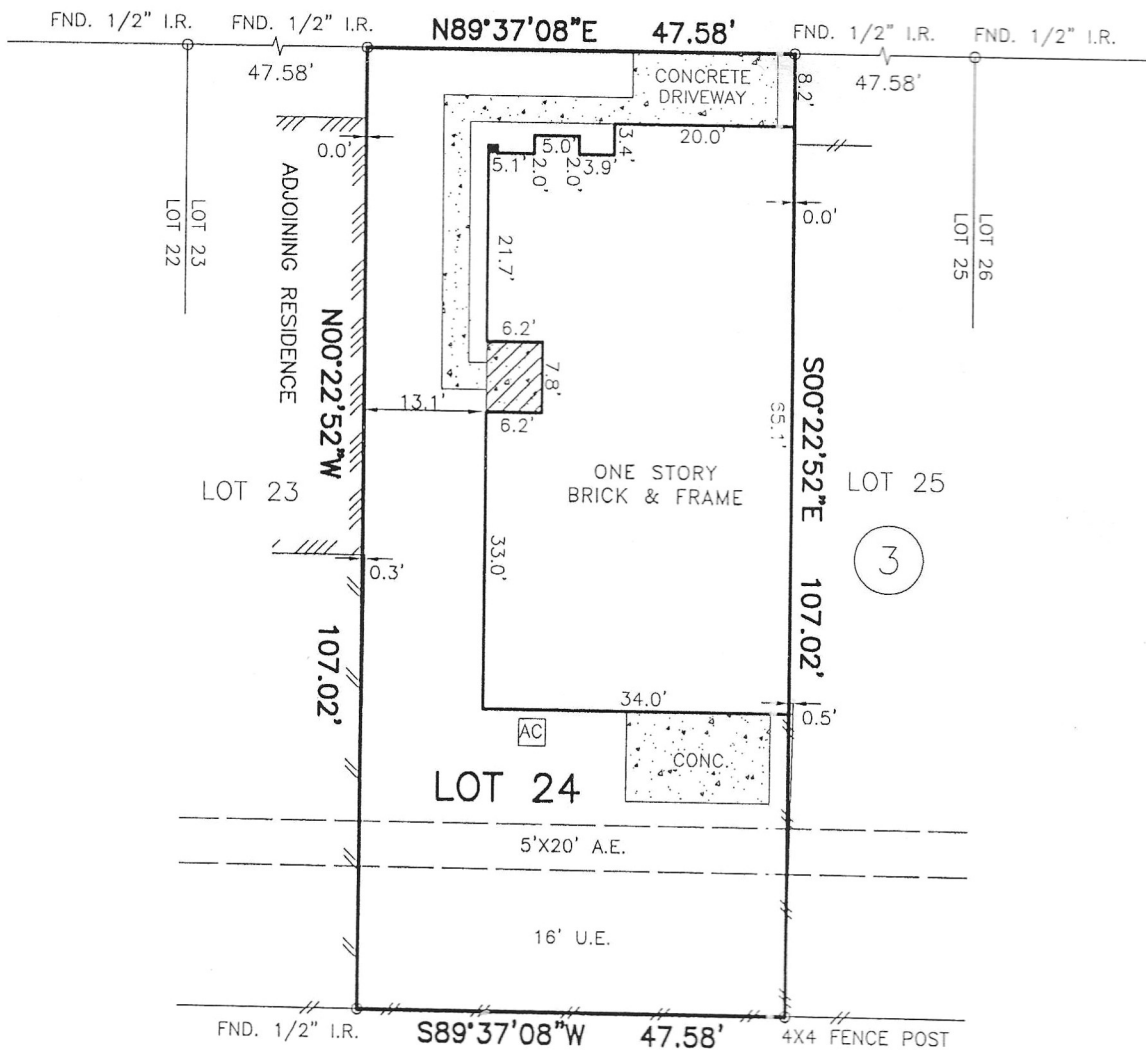 FND. 1/2" I.R.
FND. 1/2" I.R.
N89°37'08"E 47.58'
FND. 1/2" I.R.
FND. 1/2" I.R.
47.58'
47.58'
CONCRETE
DRIVEWAY
8.2'
20.0'
3.4'
5.0'
5.1'
2.0'
2.0'
3.9'
0.0'
0.0'
LOT 23
LOT 22
LOT 26
LOT 25
ADJOINING RESIDENCE
21.7'
6.2'
7.8'
6.2'
13.1'
N00°22'52"W 107.02'
S00°22'52"E 107.02'
65.1'
ONE STORY
BRICK & FRAME
LOT 23
LOT 25
3
33.0'
0.3'
34.0'
0.5'
AC
CONC.
LOT 24
5'X20' A.E.
16' U.E.
FND. 1/2" I.R.
S89°37'08"W 47.58'
4X4 FENCE POST